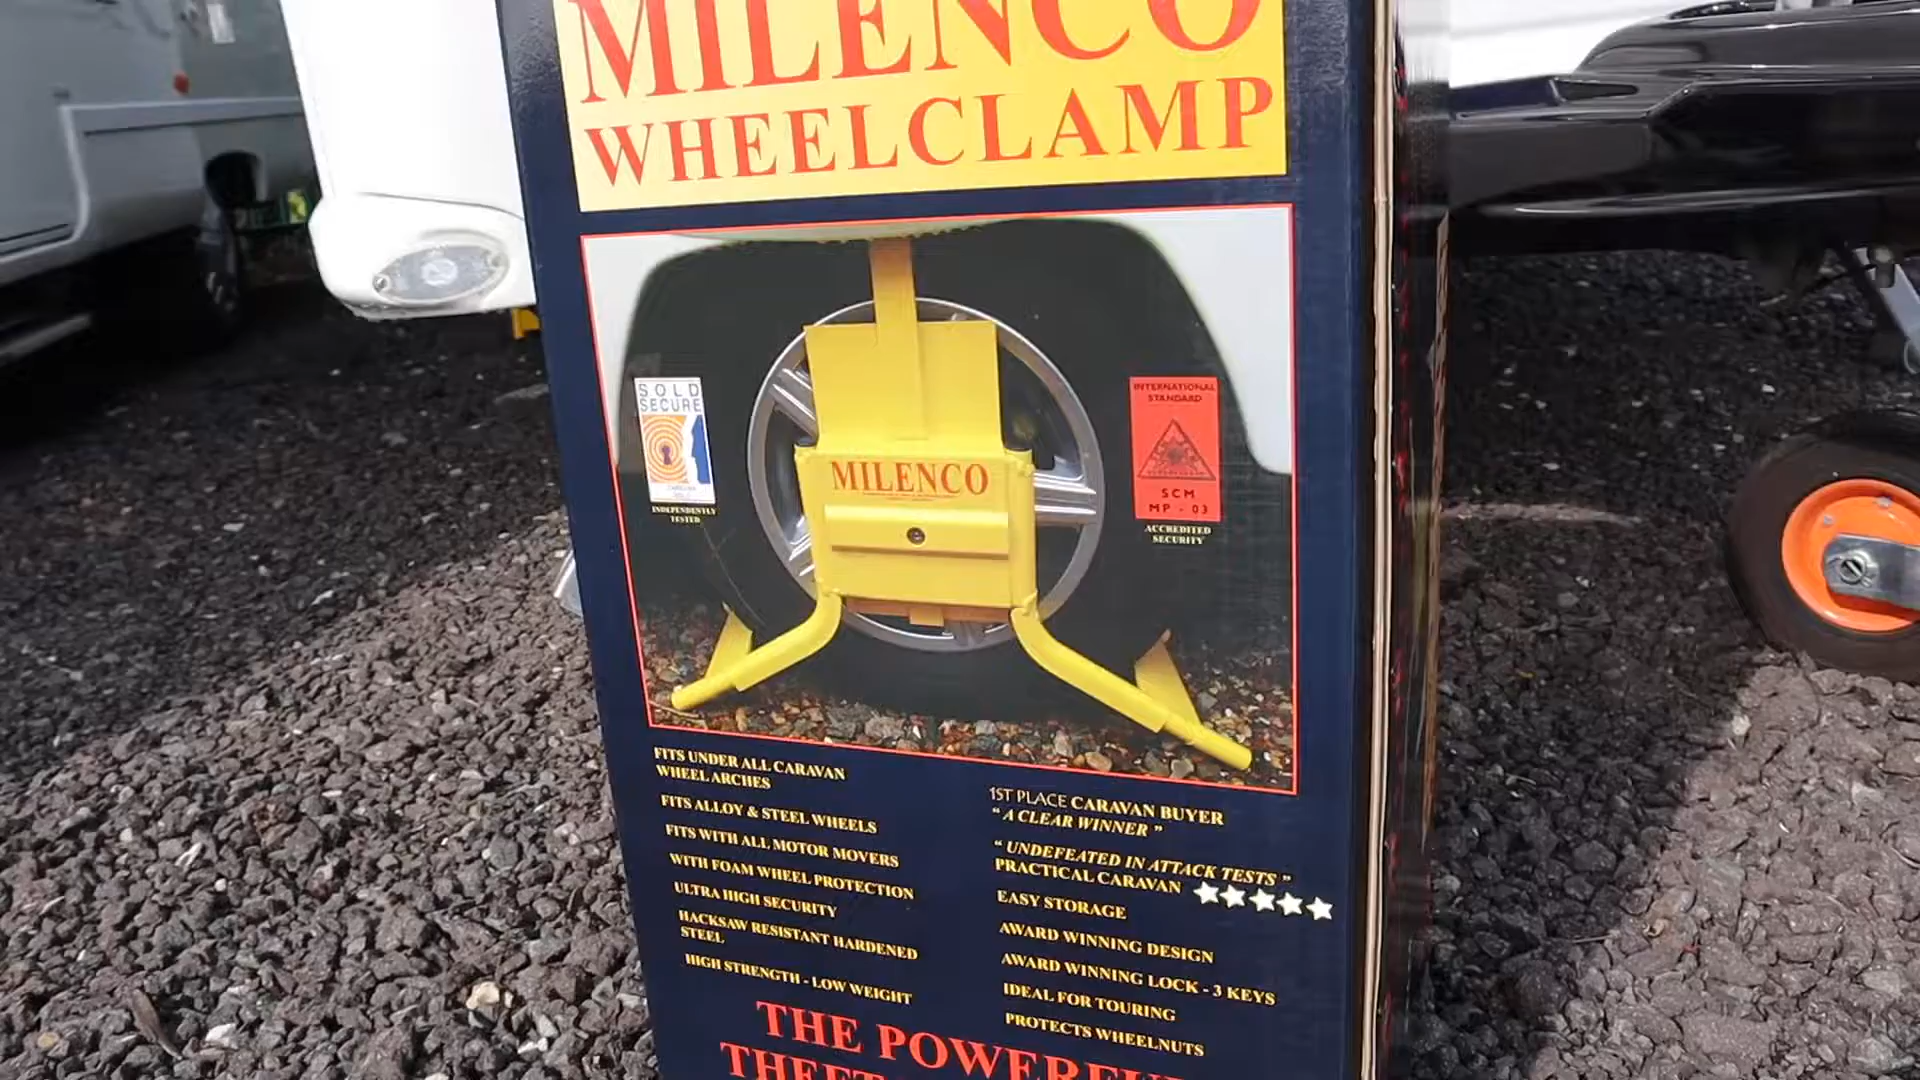 MILENCO
WHEELCLAMP
SOLD
SECURE
INDEPENDENTLY
TESTED
MILENCO
INTERNATIONAL
STANDARD
SCM
MP - 03
ACCREDITED
SECURITY
FITS UNDER ALL CARAVAN
WHEEL ARCHES
FITS ALLOY & STEEL WHEELS
FITS WITH ALL MOTOR MOVERS
WITH FOAM WHEEL PROTECTION
ULTRA HIGH SECURITY
HACKSAW RESISTANT HARDENED
STEEL
HIGH STRENGTH - LOW WEIGHT
1ST PLACE CARAVAN BUYER
" A CLEAR WINNER "
" UNDEFEATED IN ATTACK TESTS "
PRACTICAL CARAVAN
EASY STORAGE
AWARD WINNING DESIGN
AWARD WINNING LOCK - 3 KEYS
IDEAL FOR TOURING
PROTECTS WHEELNUTS
THE POWERFU
THEFT